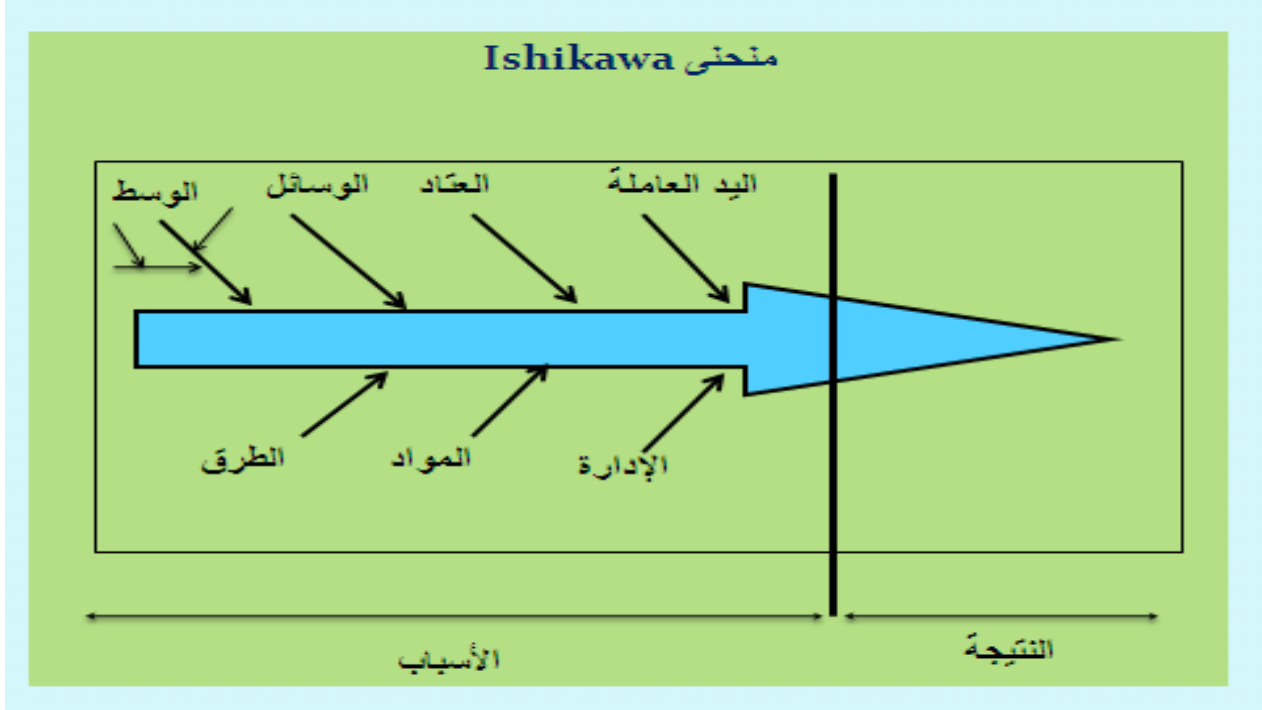 منحنى Ishikawa
اليد العاملة
العتاد
الوسائل
الوسط
الإدارة
المواد
الطرق
النتيجة
الأسباب